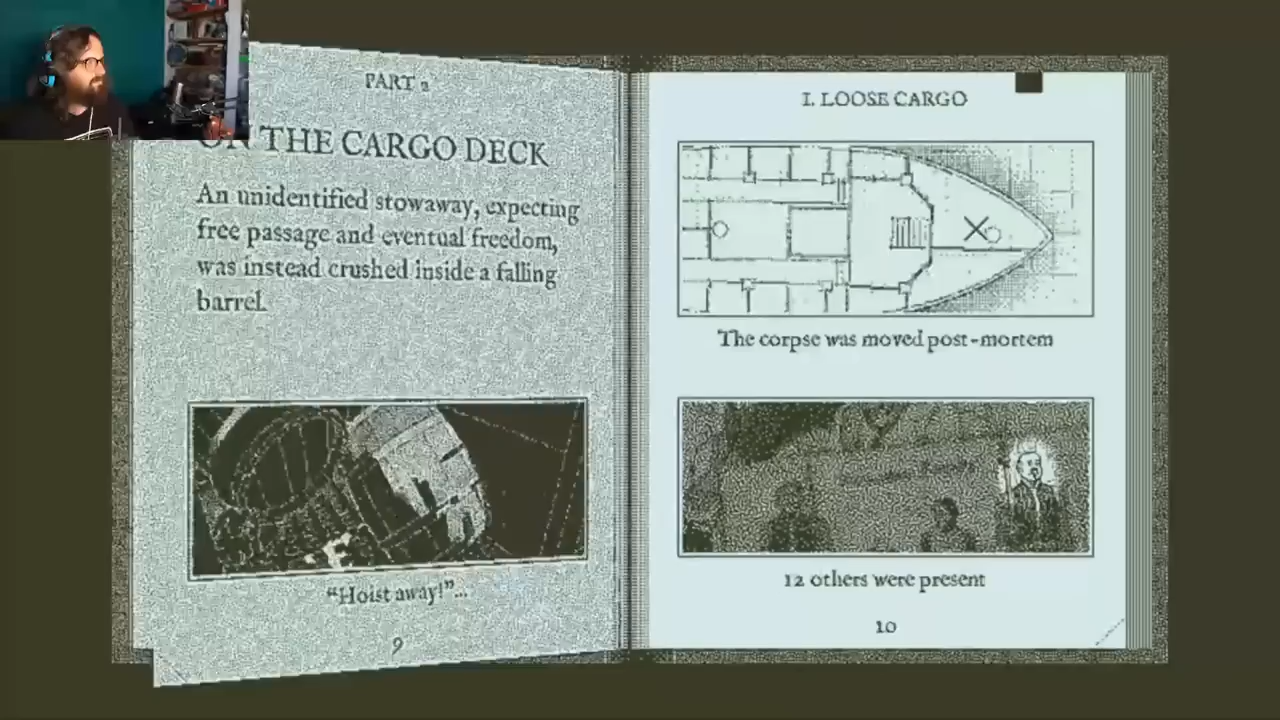 PART 2
ON THE CARGO DECK
An unidentified stowaway, expecting
free passage and eventual freedom,
was instead crushed inside a falling
barrel.
"Hoist away!"...
9
I. LOOSE CARGO
The corpse was moved post-mortem
12 others were present
10